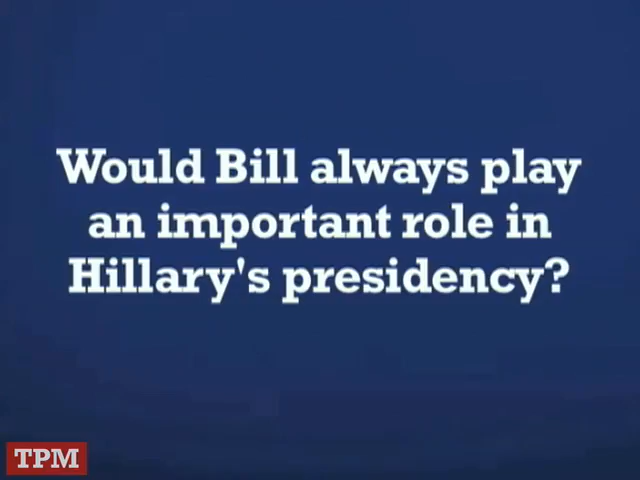 Would Bill always play
an important role in
Hillary's presidency?
TPM